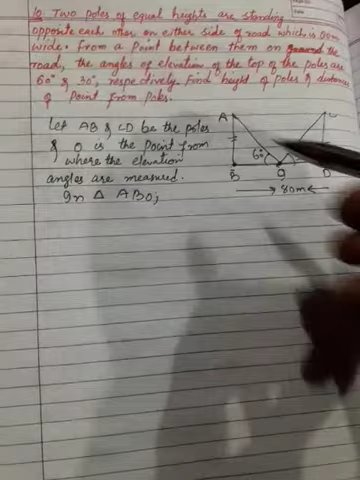 Q. Two poles of equal heights are standing
opposite each other on either side of road which is 80m
wide. From a point between them on the
road, the angles of elevation of the top of the poles are
60° & 30°, respectively. Find height of poles & distances
of Point from Poles.
Let AB & CD be the poles
& O is the Point from
where the elevation
angles are measured.
In Δ ABO,
A
60°
B O D
80m